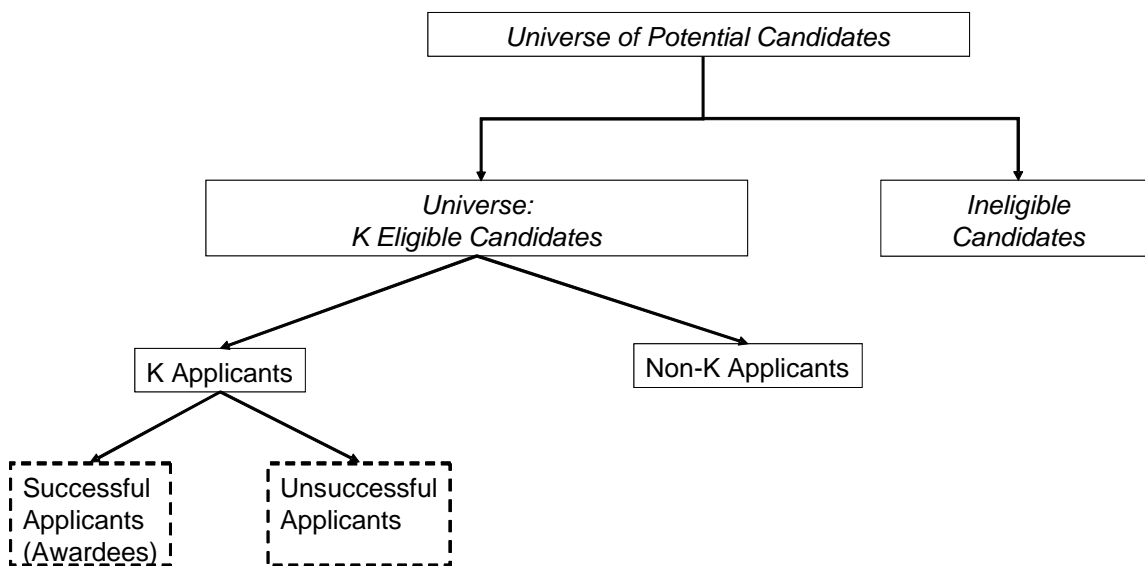 Universe of Potential Candidates
Universe:
K Eligible Candidates
Ineligible
Candidates
K Applicants
Non-K Applicants
Successful
Applicants
(Awardees)
Unsuccessful
Applicants